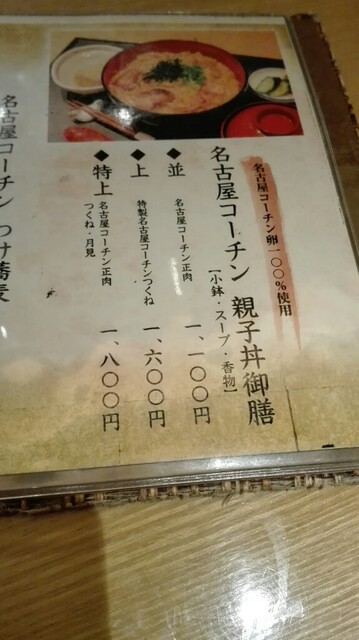 名古屋コーチン卵一〇〇％使用
名古屋コーチン 親子丼御膳
【小鉢・スープ・香物】
◆並 名古屋コーチン正肉 一、一〇〇円
◆上 特製名古屋コーチンつくね 一、六〇〇円
◆特上 名古屋コーチン正肉
つくね・月見 一、八〇〇円
名古屋コーチン つけ蕎麦